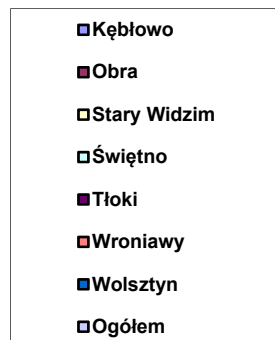 Kębłowo
Obra
Stary Widzim
Świętno
Tłoki
Wroniawy
Wolsztyn
Ogółem